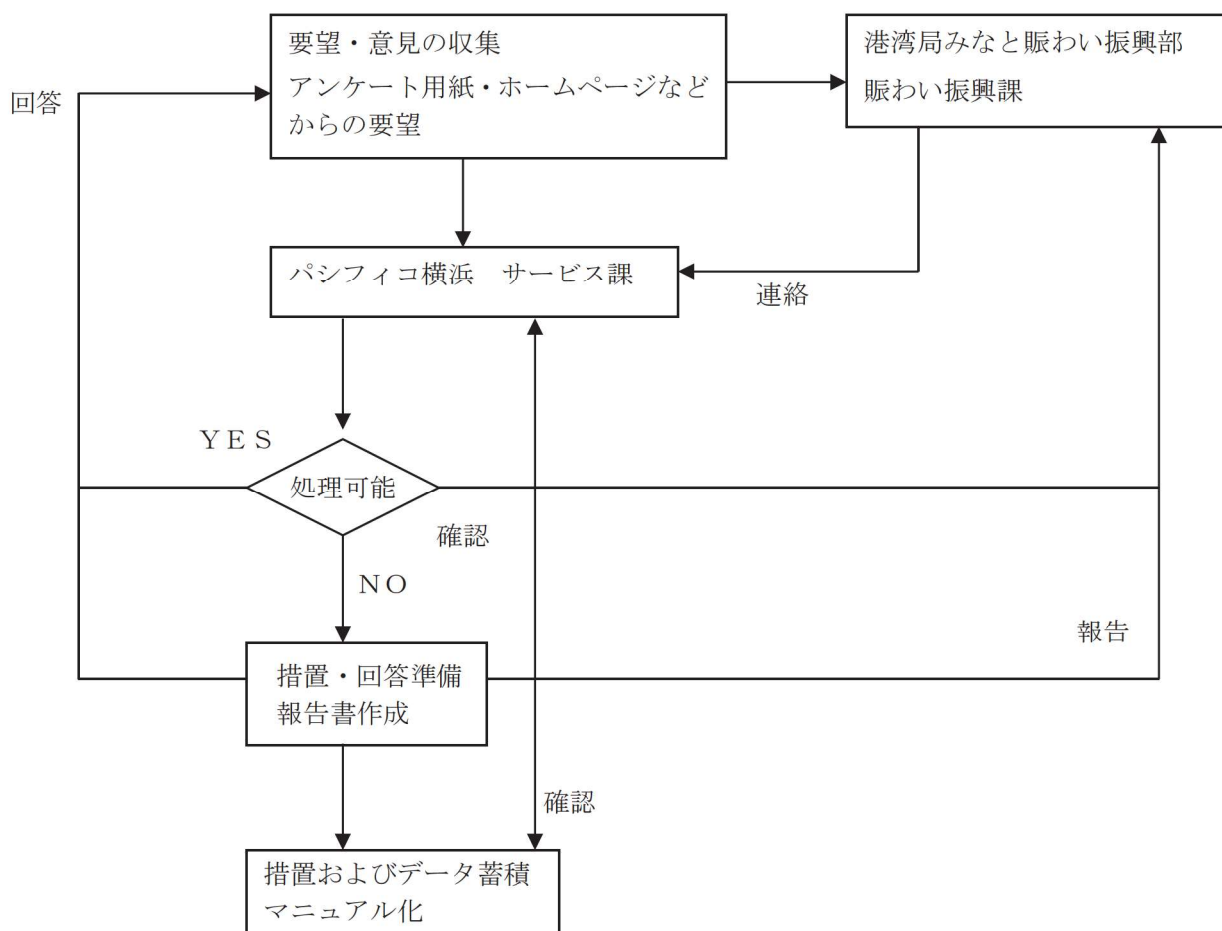 要望・意見の収集
アンケート用紙・ホームページなど
からの要望
港湾局みなと賑わい振興部
賑わい振興課
回答
パシフィコ横浜　サービス課
連絡
ＹＥＳ
処理可能
確認
ＮＯ
報告
措置・回答準備
報告書作成
確認
措置およびデータ蓄積
マニュアル化